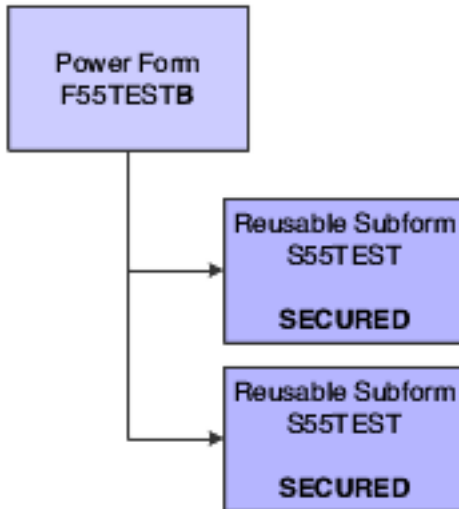 Power Form
F55TESTB
Reusable Subform
S55TEST
SECURED
Reusable Subform
S55TEST
SECURED